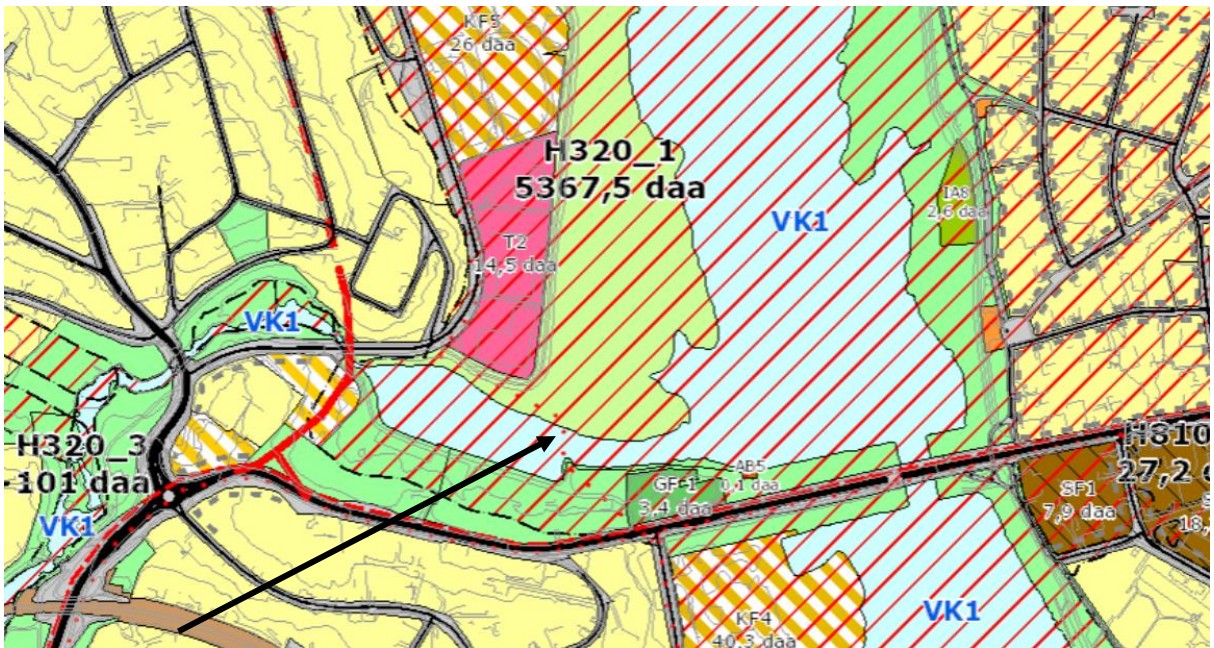 KF5
26 daa
H320_1
5367,5 daa
VK1
IA8
2,6 daa
T2
14,5 daa
VK1
H320_3
101 daa
VK1
AB5
0,1 daa
GF 1
3,4 daa
H810
27,2
SF1
7,9 daa
18,
KF4
40,3 daa
VK1